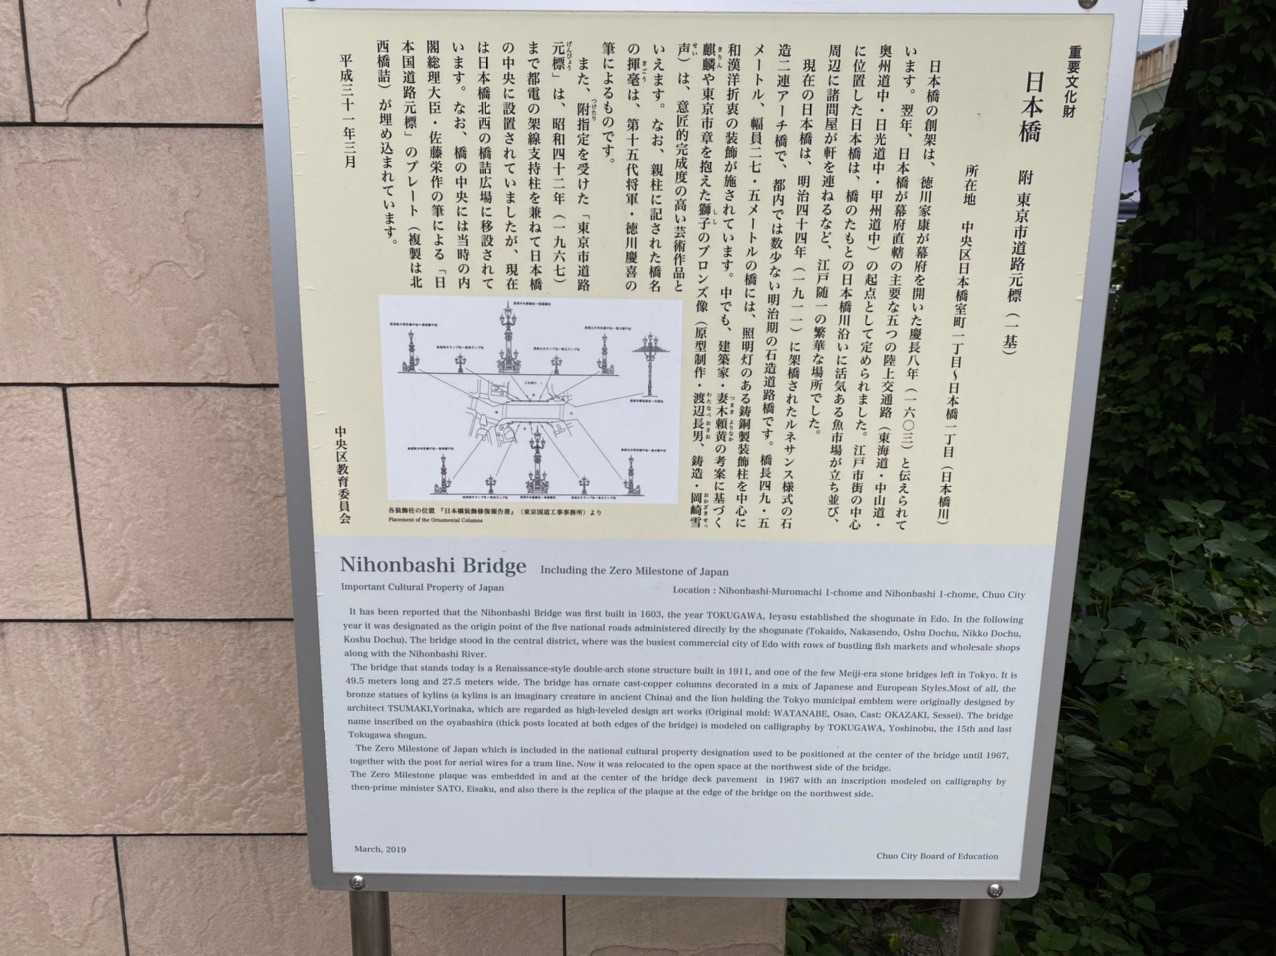 重要文化財
日本橋 附 東京市道路元標（一基）
所在地 中央区日本橋室町一丁目～日本橋一丁目（日本橋川）
日本橋の創架は、徳川家康が幕府を開いた慶長八年（一六〇三）と伝えられて
います。翌年、日本橋が幕府直轄の主要な五つの陸上交通路（東海道・中山道・
奥州道中・日光道中・甲州道中）の起点として定められました。江戸市街の中心
に位置した日本橋は、橋のたもとの日本橋川沿いに活気ある魚市場が立ち並び、
周辺に諸問屋が軒を連ねるなど、江戸随一の繁華な場所でした。
現在の日本橋は、明治四十四年（一九一一）に架橋されたルネサンス様式の石
造二連アーチ橋で、都内では数少ない明治期の石造道路橋です。橋長四九・五
メートル、幅員二七・五メートルの橋には、照明灯のある鋳銅製装飾柱を中心に
和漢洋折衷の装飾が施されています。中でも、建築家・妻木頼黄の考案に基づく
麒麟や東京市章を抱えた獅子のブロンズ像（原型制作・渡辺長男、鋳造・岡崎雪
声）は、意匠的完成度の高い芸術作品と
いえます。なお、親柱に記された橋名
の揮毫は、第十五代将軍・徳川慶喜の
筆によるものです。
また、附指定を受けた「東京市道路
元標」は、昭和四十二年（一九六七）
まで都電の架線支持柱を兼ねて日本橋
の中央に設置されていましたが、現在
は日本橋北西の橋詰広場に移設されて
います。なお、橋の中央には当時の内
閣総理大臣・佐藤栄作の筆による「日
本国道路元標」のプレート（複製は北
西橋詰）が埋め込まれています。
平成三十一年三月
中央区教育委員会
各装飾柱の位置 『日本橋装飾修復報告書』（東京国道工事事務所）より
Placement of the Ornamental Columns
Nihonbashi Bridge Including the Zero Milestone of Japan
Important Cultural Property of Japan
Location : Nihonbashi-Muromachi 1-chome and Nihonbashi 1-chome, Chuo City
It has been reported that the Nihonbashi Bridge was first built in 1603, the year TOKUGAWA, Ieyasu established the shogunate in Edo. In the following
year it was designated as the origin point of the five national roads administered directly by the shogunate (Tokaido, Nakasendo, Oshu Dochu, Nikko Dochu,
Koshu Dochu). The bridge stood in the central district, where was the busiest commercial city of Edo with rows of bustling fish markets and wholesale shops
along with the Nihonbashi River.
The bridge that stands today is a Renaissance-style double-arch stone structure built in 1911, and one of the few Meiji-era stone bridges left in Tokyo. It is
49.5 meters long and 27.5 meters wide. The bridge has ornate cast-copper columns decorated in a mix of Japanese and European Styles.Most of all, the
bronze statues of kylins (a kylins is an imaginary creature in ancient China) and the lion holding the Tokyo municipal emblem were originally designed by
architect TSUMAKI,Yorinaka, which are regarded as high-leveled design art works (Original mold: WATANABE, Osao, Cast: OKAZAKI, Sessei). The bridge
name inscribed on the oyabashira (thick posts located at both edges of the bridge) is modeled on calligraphy by TOKUGAWA, Yoshinobu, the 15th and last
Tokugawa shogun.
The Zero Milestone of Japan which is included in the national cultural property designation used to be positioned at the center of the bridge until 1967,
together with the post for aerial wires for a tram line. Now it was relocated to the open space at the northwest side of the bridge.
The Zero Milestone plaque was embedded in and at the center of the bridge deck pavement in 1967 with an inscription modeled on calligraphy by
then-prime minister SATO, Eisaku, and also there is the replica of the plaque at the edge of the bridge on the northwest side.
March, 2019
Chuo City Board of Education